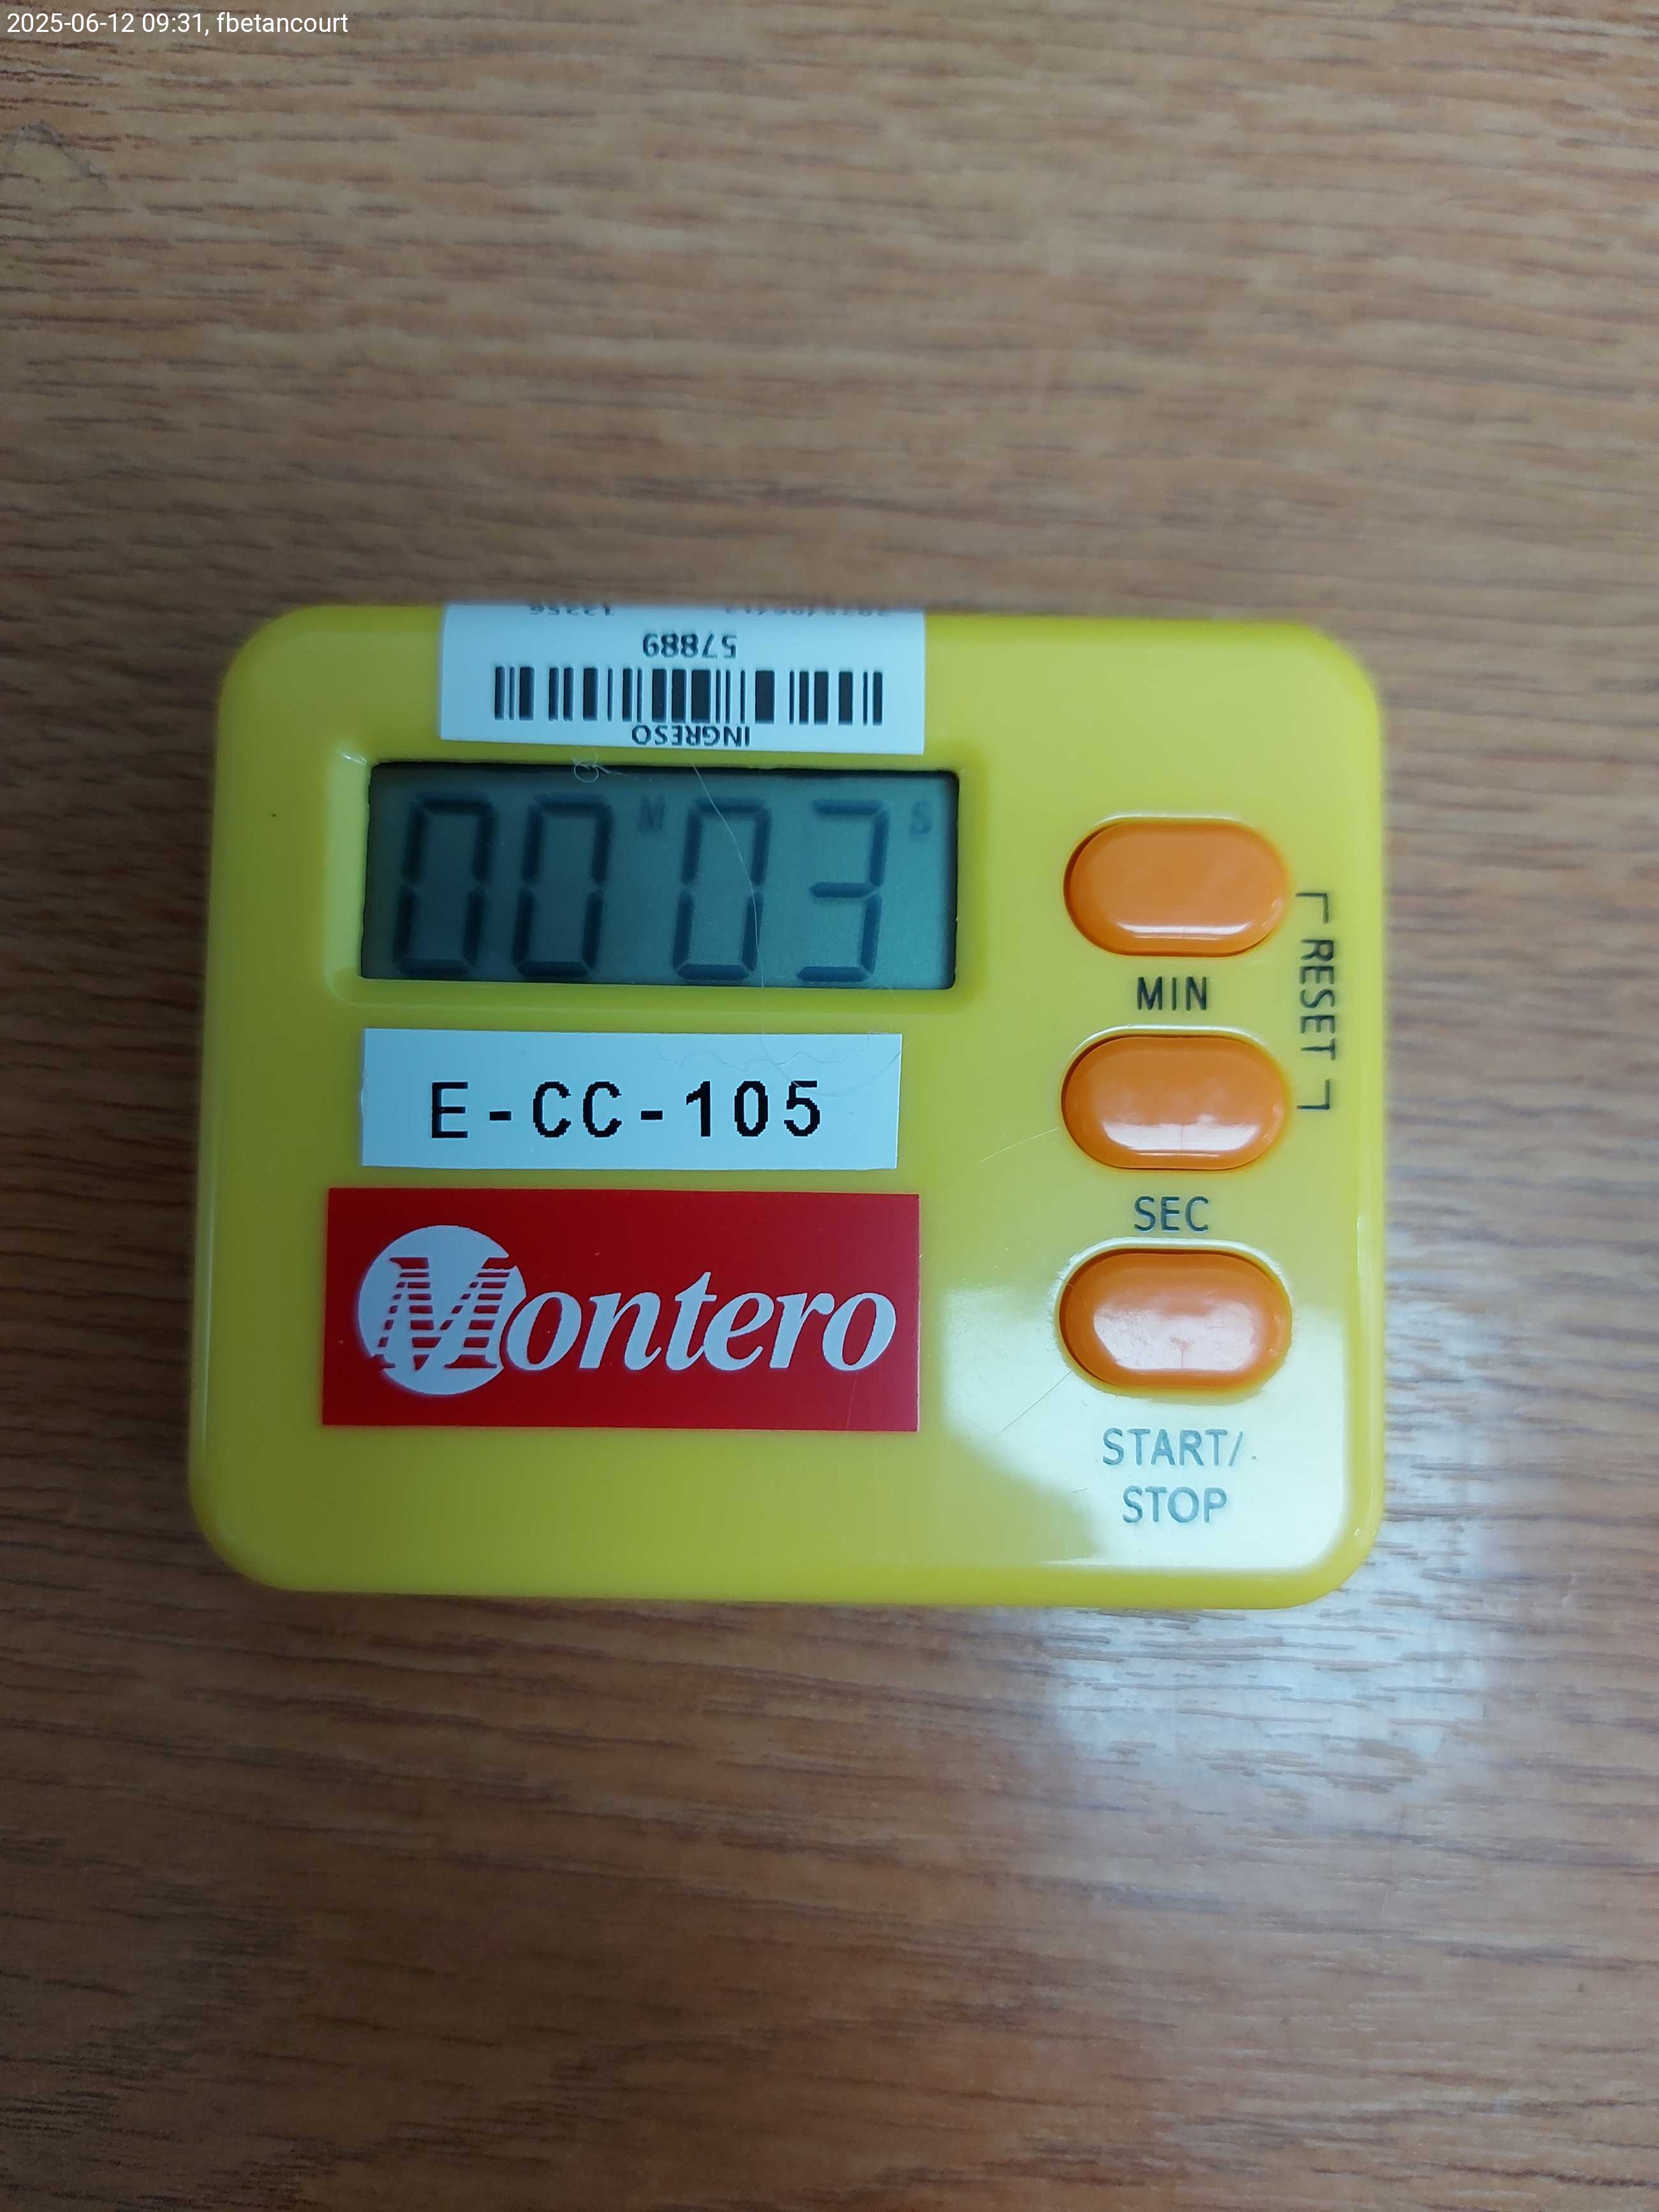 2025-06-12 09:31, fbetancourt
57889
INGRESO
00 M 03 S
MIN
RESET
E-CC-105
SEC
Montero
START/
STOP